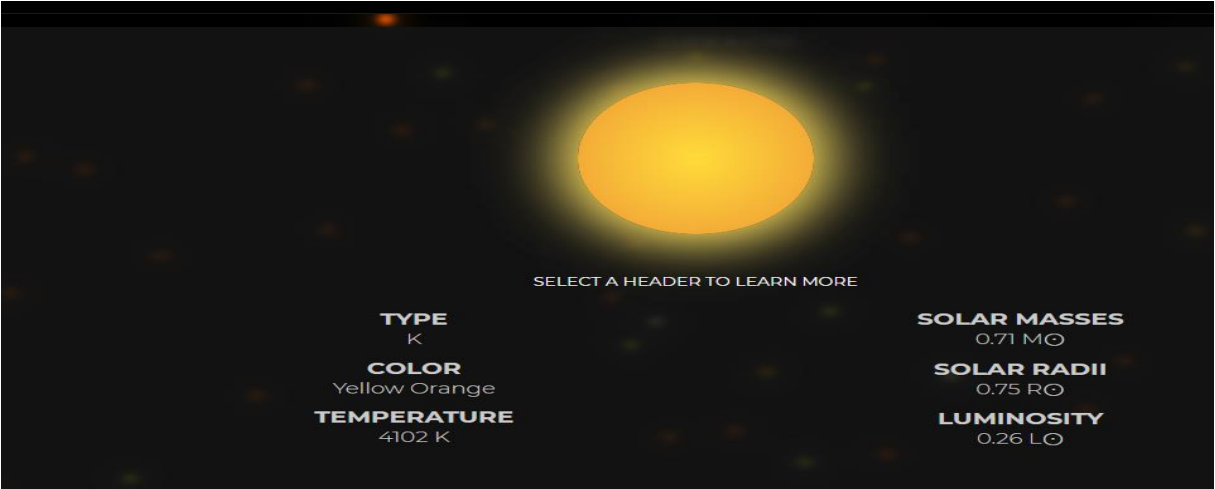 SELECT A HEADER TO LEARN MORE
TYPE
K
COLOR
Yellow Orange
TEMPERATURE
4102 K
SOLAR MASSES
0.71 M☉
SOLAR RADII
0.75 R☉
LUMINOSITY
0.26 L☉